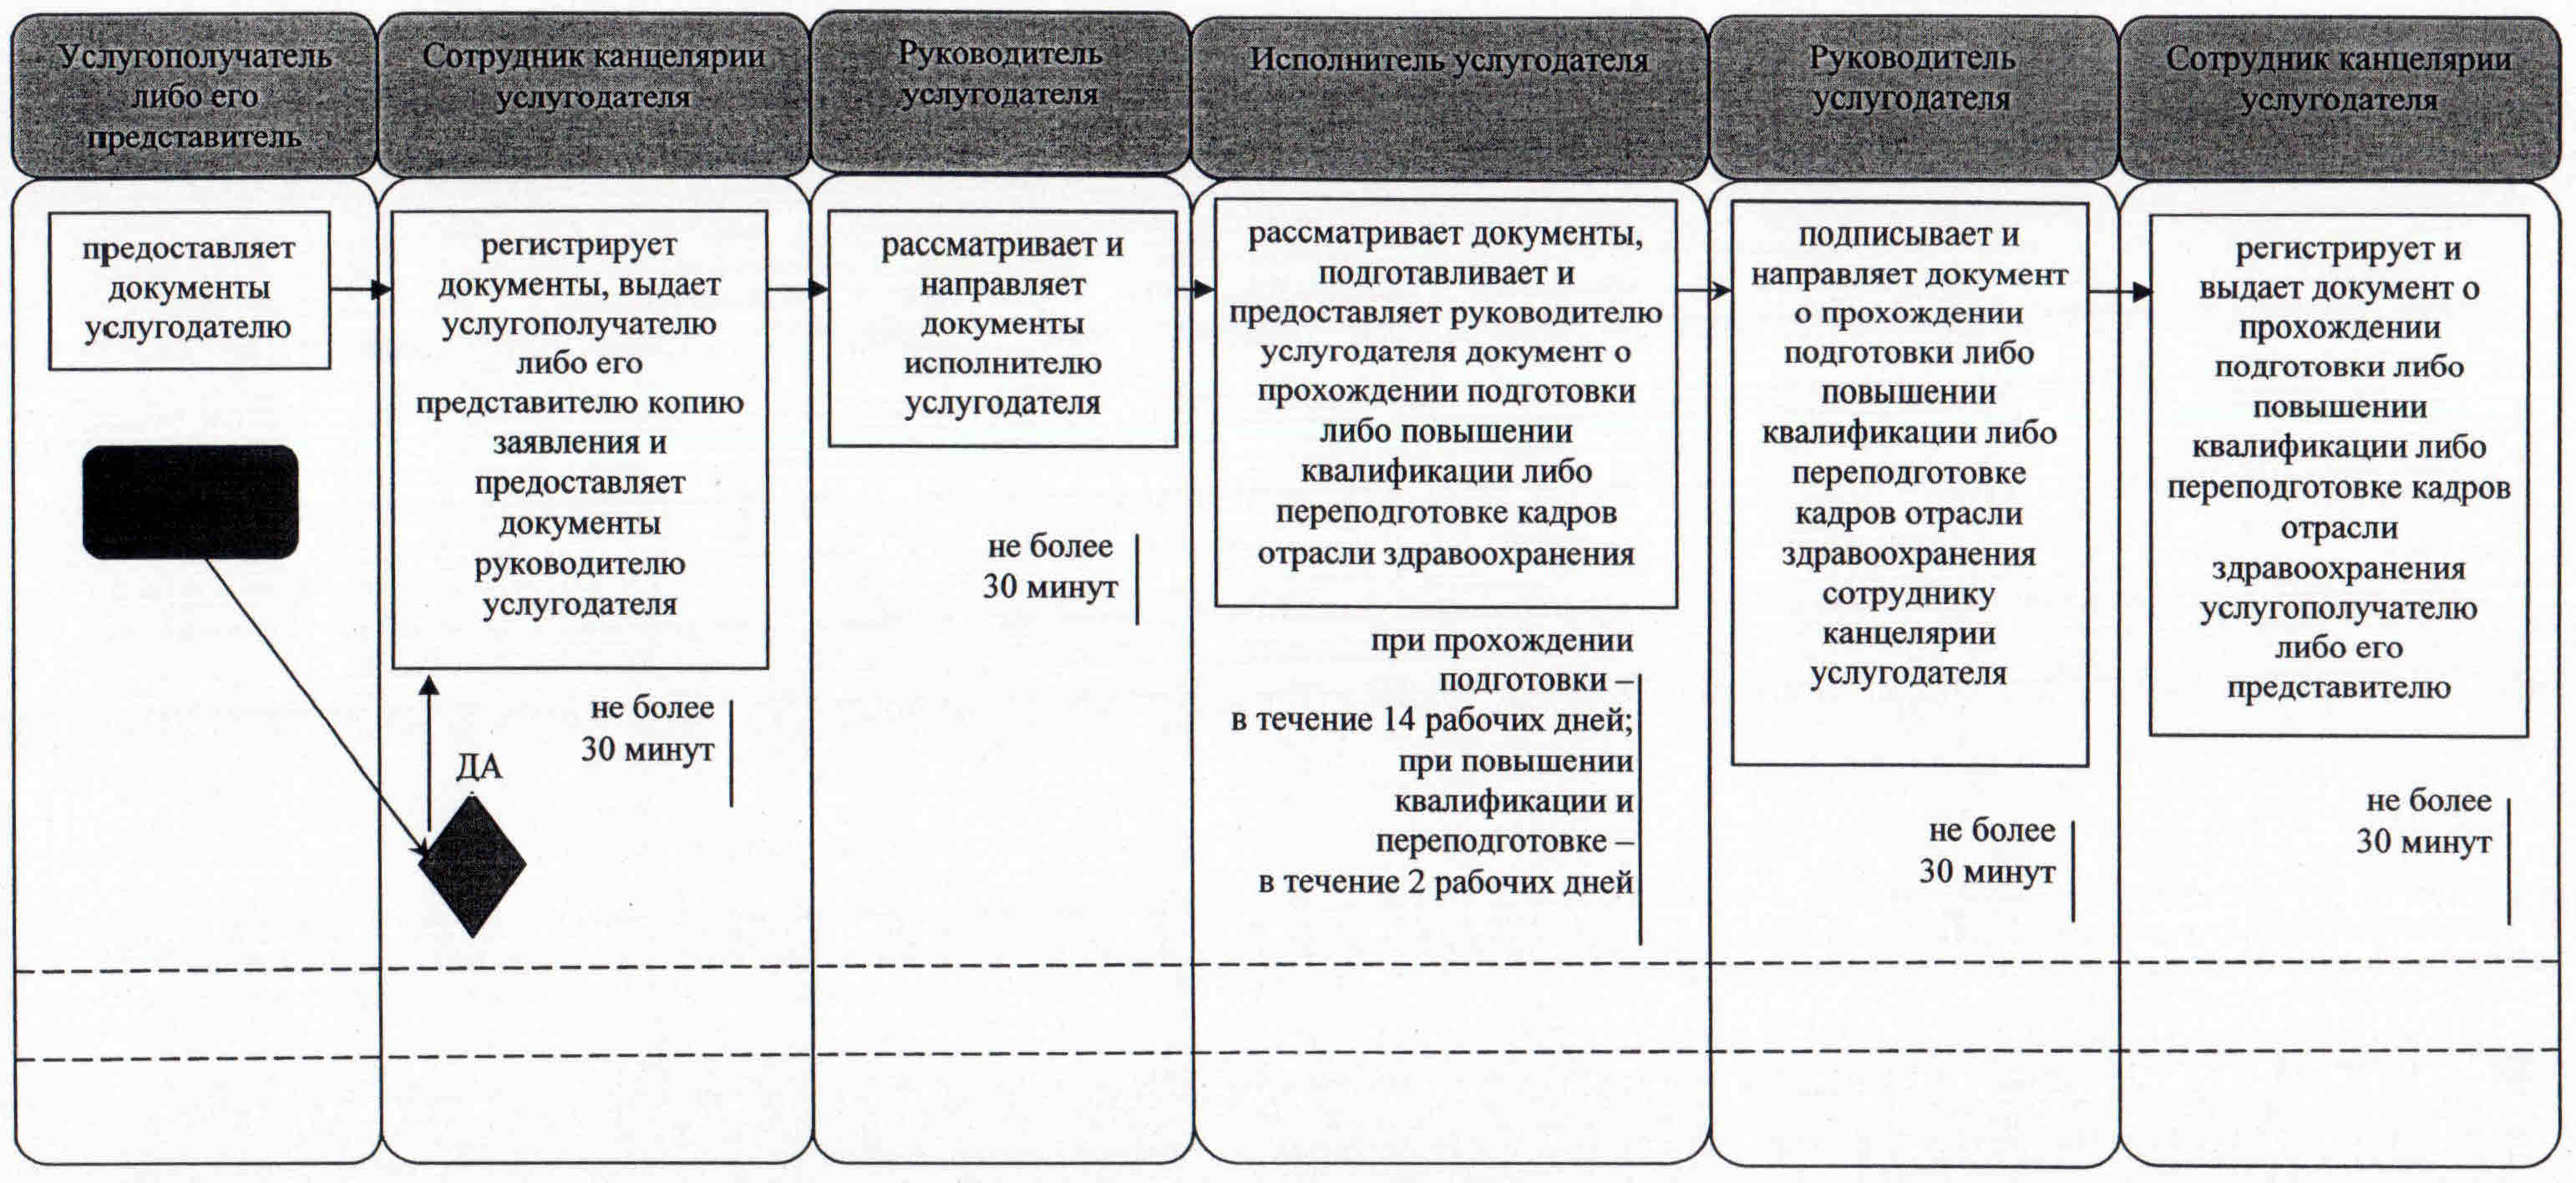 Услугополучатель
либо его
представитель
Сотрудник канцелярии
услугодателя
Руководитель
услугодателя
Исполнитель услугодателя
Руководитель
услугодателя
Сотрудник канцелярии
услугодателя
предоставляет
документы
услугодателю
регистрирует
документы, выдает
услугополучателю
либо его
представителю копию
заявления и
предоставляет
документы
руководителю
услугодателя
не более
30 минут
ДА
рассматривает и
направляет
документы
исполнителю
услугодателя
не более
30 минут
рассматривает документы,
подготавливает и
предоставляет руководителю
услугодателя документ о
прохождении подготовки
либо повышении
квалификации либо
переподготовке кадров
отрасли здравоохранения
при прохождении
подготовки –
в течение 14 рабочих дней;
при повышении
квалификации и
переподготовке –
в течение 2 рабочих дней
подписывает и
направляет документ
о прохождении
подготовки либо
повышении
квалификации либо
переподготовке
кадров отрасли
здравоохранения
сотруднику
канцелярии
услугодателя
не более
30 минут
регистрирует и
выдает документ о
прохождении
подготовки либо
повышении
квалификации либо
переподготовке кадров
отрасли
здравоохранения
услугополучателю
либо его
представителю
не более
30 минут